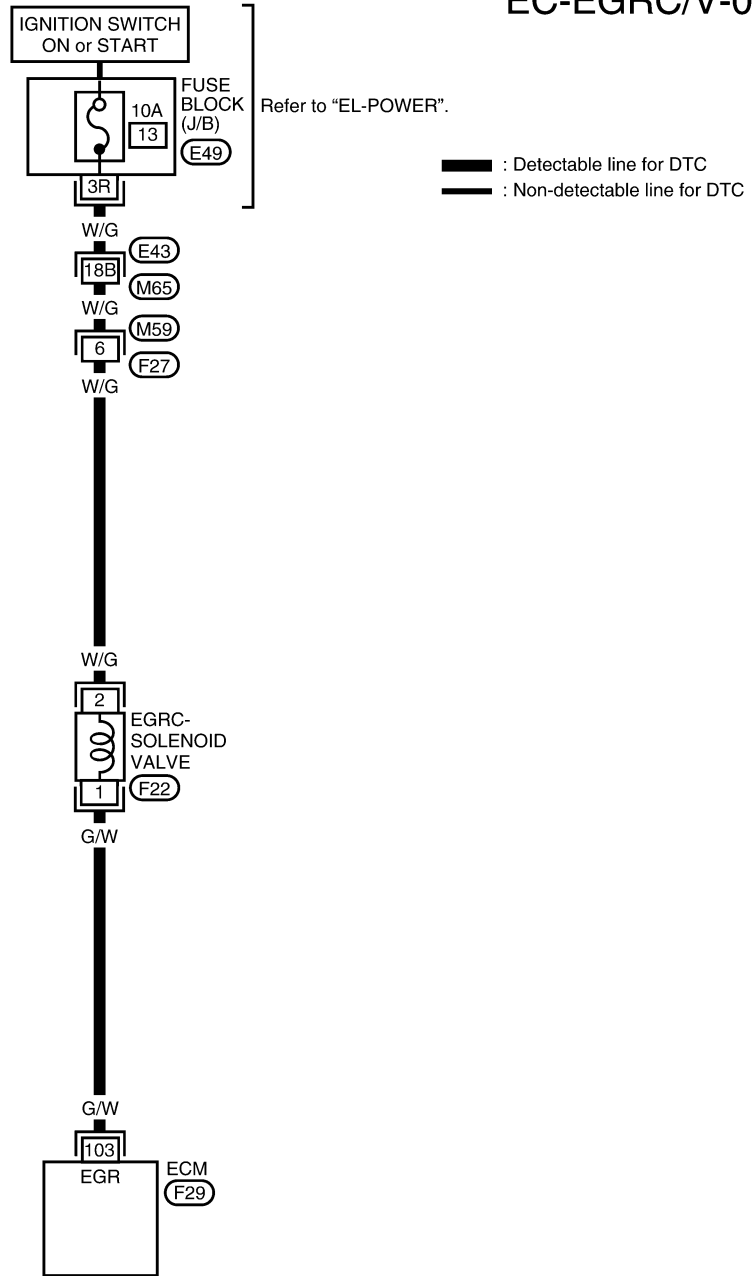 EC-EGRC/V-0
IGNITION SWITCH
ON or START
FUSE
BLOCK
(J/B)
10A
13
E49
Refer to “EL-POWER”.
3R
: Detectable line for DTC
: Non-detectable line for DTC
W/G
E43
18B
M65
W/G
M59
6
F27
W/G
W/G
2
EGRC-
SOLENOID
VALVE
1
F22
G/W
G/W
103
EGR
ECM
F29